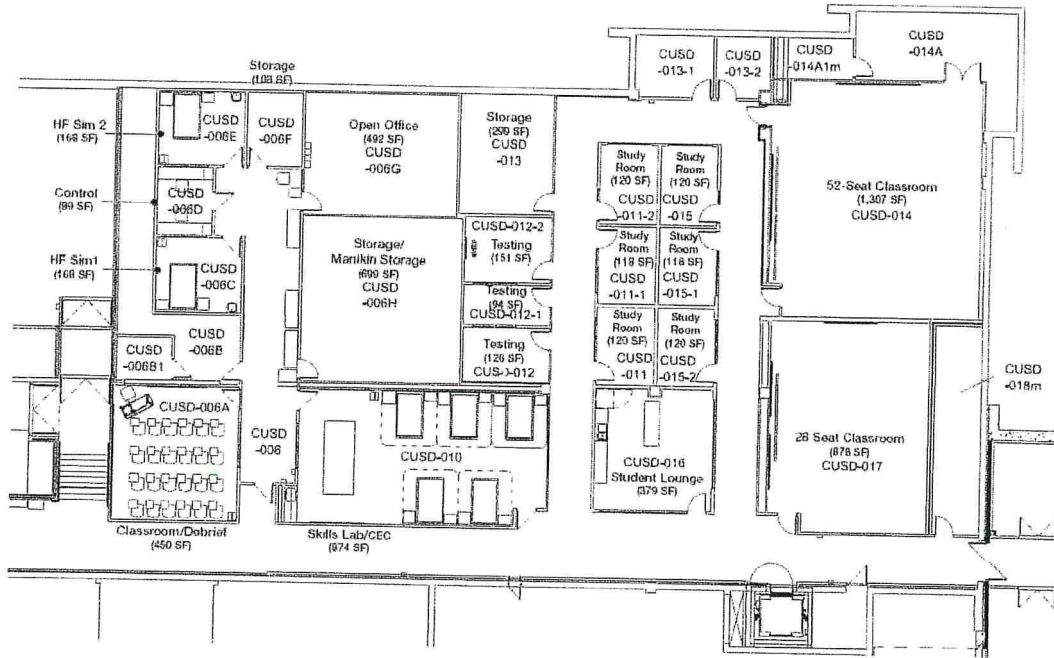 Storage
(108 SF)
HF Sim 2
(168 SF)
CUSD
-006E
CUSD
-006F
Control
(99 SF)
CUSD
-006D
HF Sim1
(168 SF)
CUSD
-006C
CUSD
-006B
CUSD
-006B1
CUSD-006A
Classroom/Debrief
(450 SF)
CUSD
-006
Open Office
(492 SF)
CUSD
-006G
Storage/
Manikin Storage
(699 SF)
CUSD
-006H
Storage
(299 SF)
CUSD
-013
CUSD-012-2
Testing
(151 SF)
Testing
(94 SF)
CUSD-012-1
Testing
(126 SF)
CUSD-012
CUSD-010
Skills Lab/CEC
(974 SF)
CUSD
-013-1
CUSD
-013-2
CUSD
-014A1m
CUSD
-014A
Study
Room
(120 SF)
CUSD
-011-2
Study
Room
(120 SF)
CUSD
-015
Study
Room
(118 SF)
CUSD
-011-1
Study
Room
(118 SF)
CUSD
-015-1
Study
Room
(120 SF)
CUSD
-011
Study
Room
(120 SF)
CUSD
-015-2
CUSD-016
Student Lounge
(379 SF)
52-Seat Classroom
(1,307 SF)
CUSD-014
28 Seat Classroom
(876 SF)
CUSD-017
CUSD
-018m